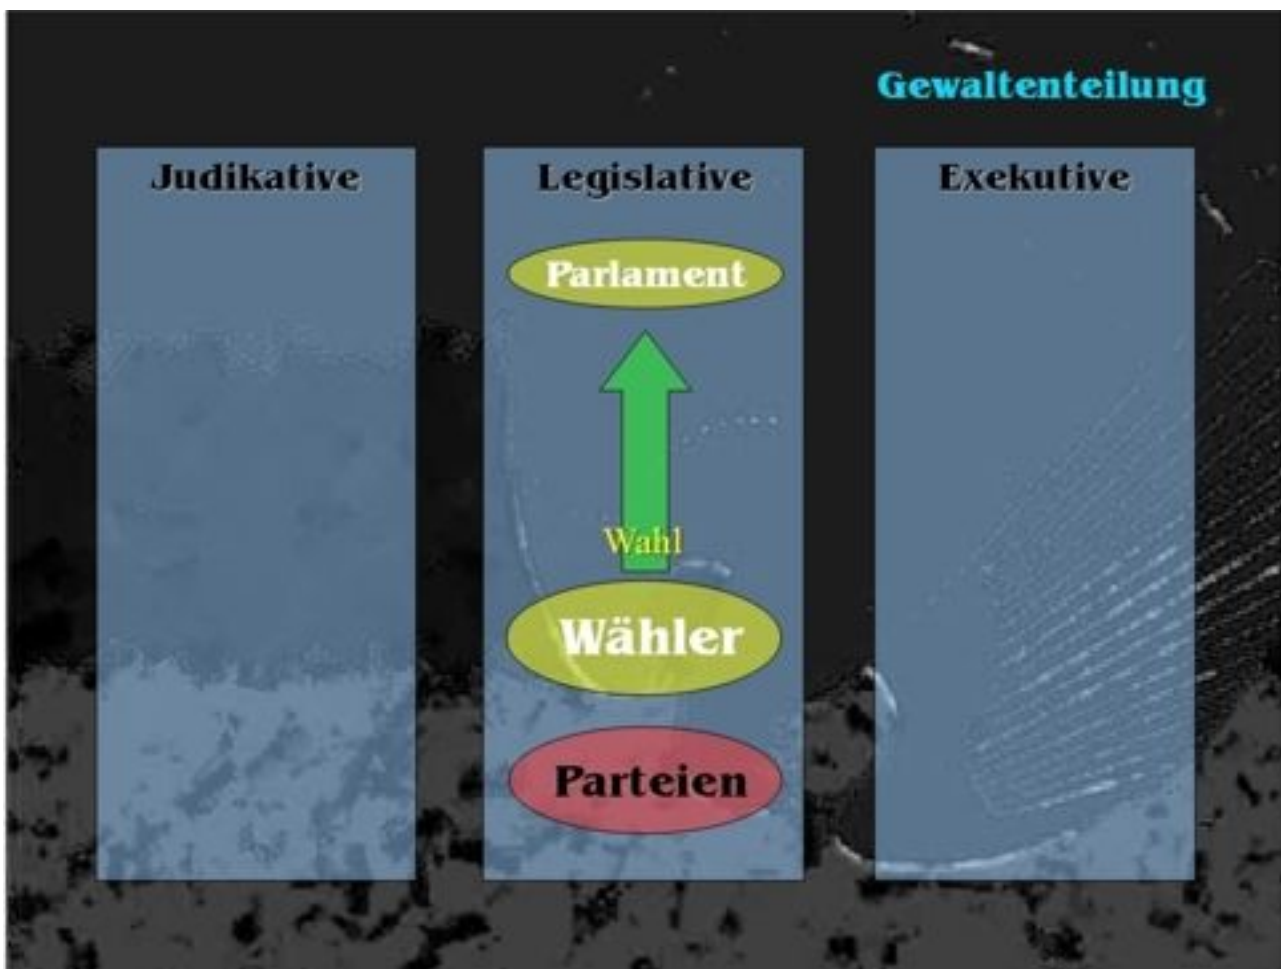 Gewaltenteilung
Judikative
Legislative
Exekutive
Parlament
Wahl
Wähler
Parteien